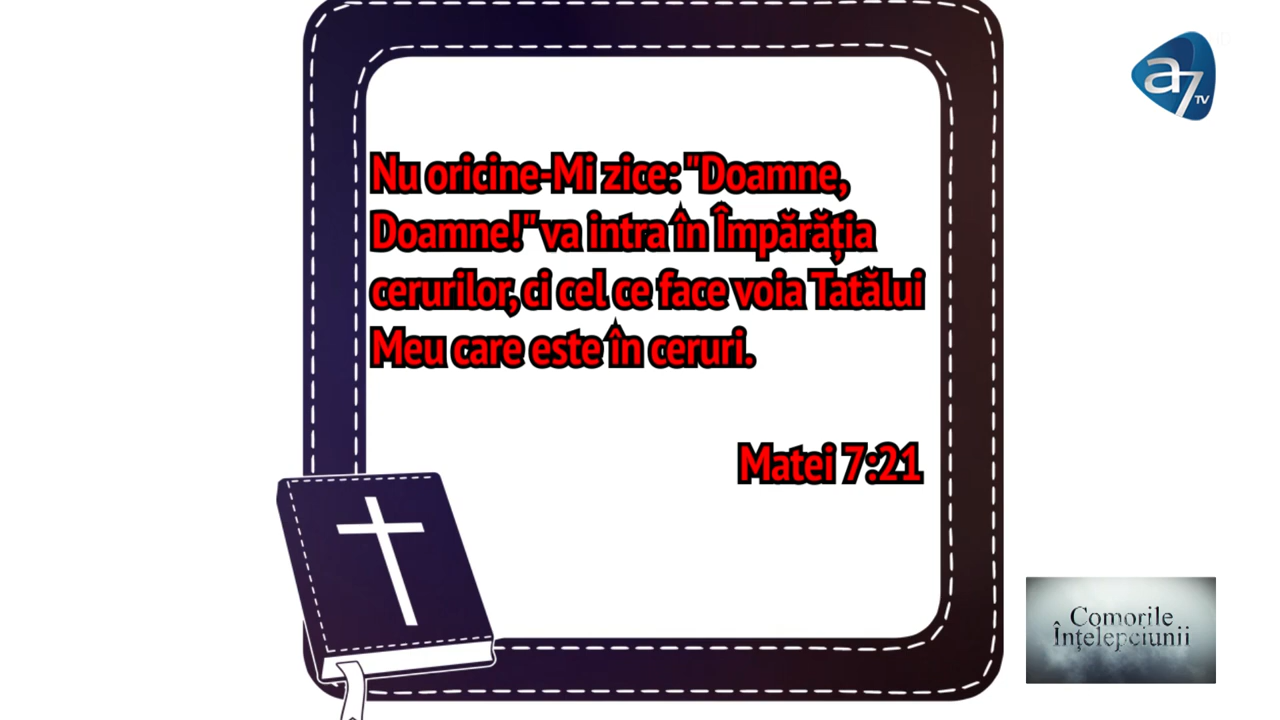 a7 TV
Nu oricine-Mi zice: "Doamne,
Doamne!" va intra în Împărăția
cerurilor, ci cel ce face voia Tatălui
Meu care este în ceruri.
Matei 7:21
Comorile
Înţelepciunii